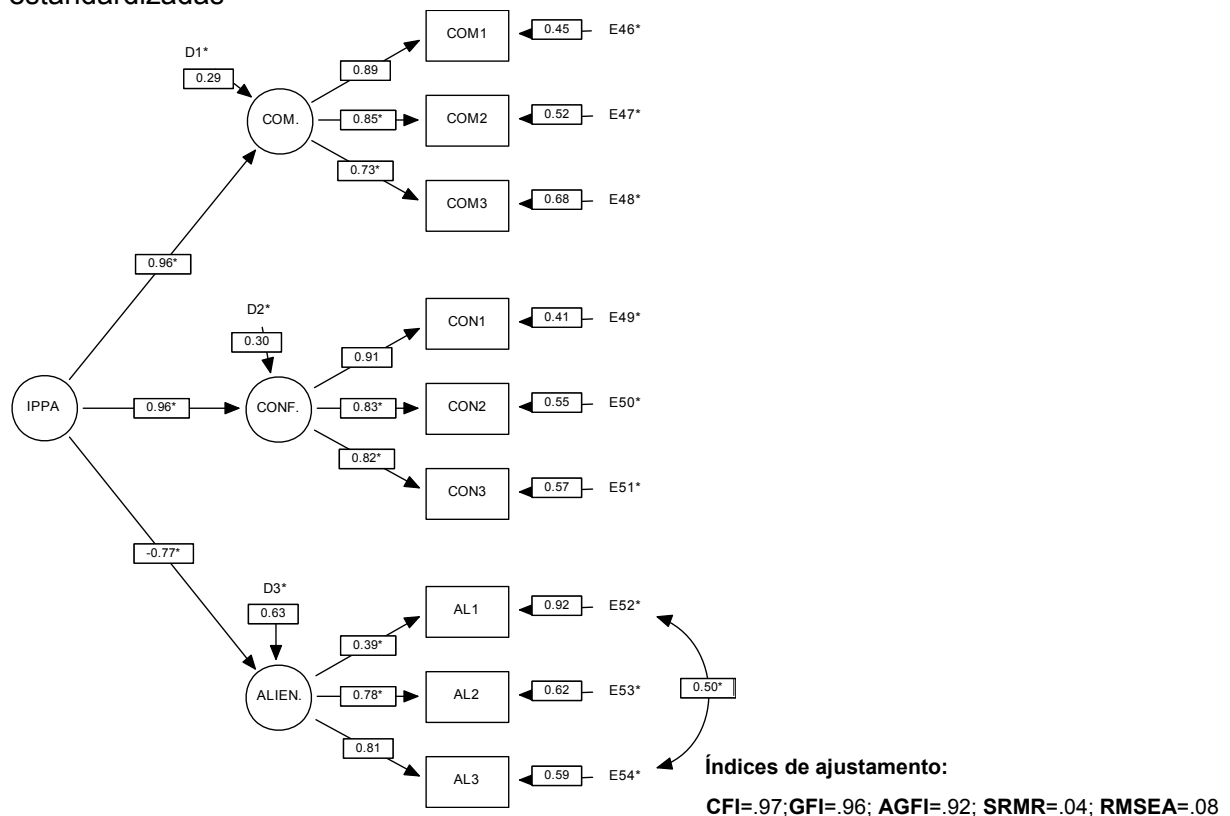 estandardizadas
COM1
0.45
E46*
D1*
0.29
0.89
COM.
0.85*
COM2
0.52
E47*
0.73*
COM3
0.68
E48*
0.96*
D2*
0.30
CON1
0.41
E49*
0.91
IPPA
0.96*
CONF.
0.83*
CON2
0.55
E50*
0.82*
CON3
0.57
E51*
-0.77*
D3*
0.63
AL1
0.92
E52*
0.39*
ALIEN.
0.78*
AL2
0.62
E53*
0.50*
0.81
AL3
0.59
E54*
Índices de ajustamento:
CFI=.97;GFI=.96; AGFI=.92; SRMR=.04; RMSEA=.08